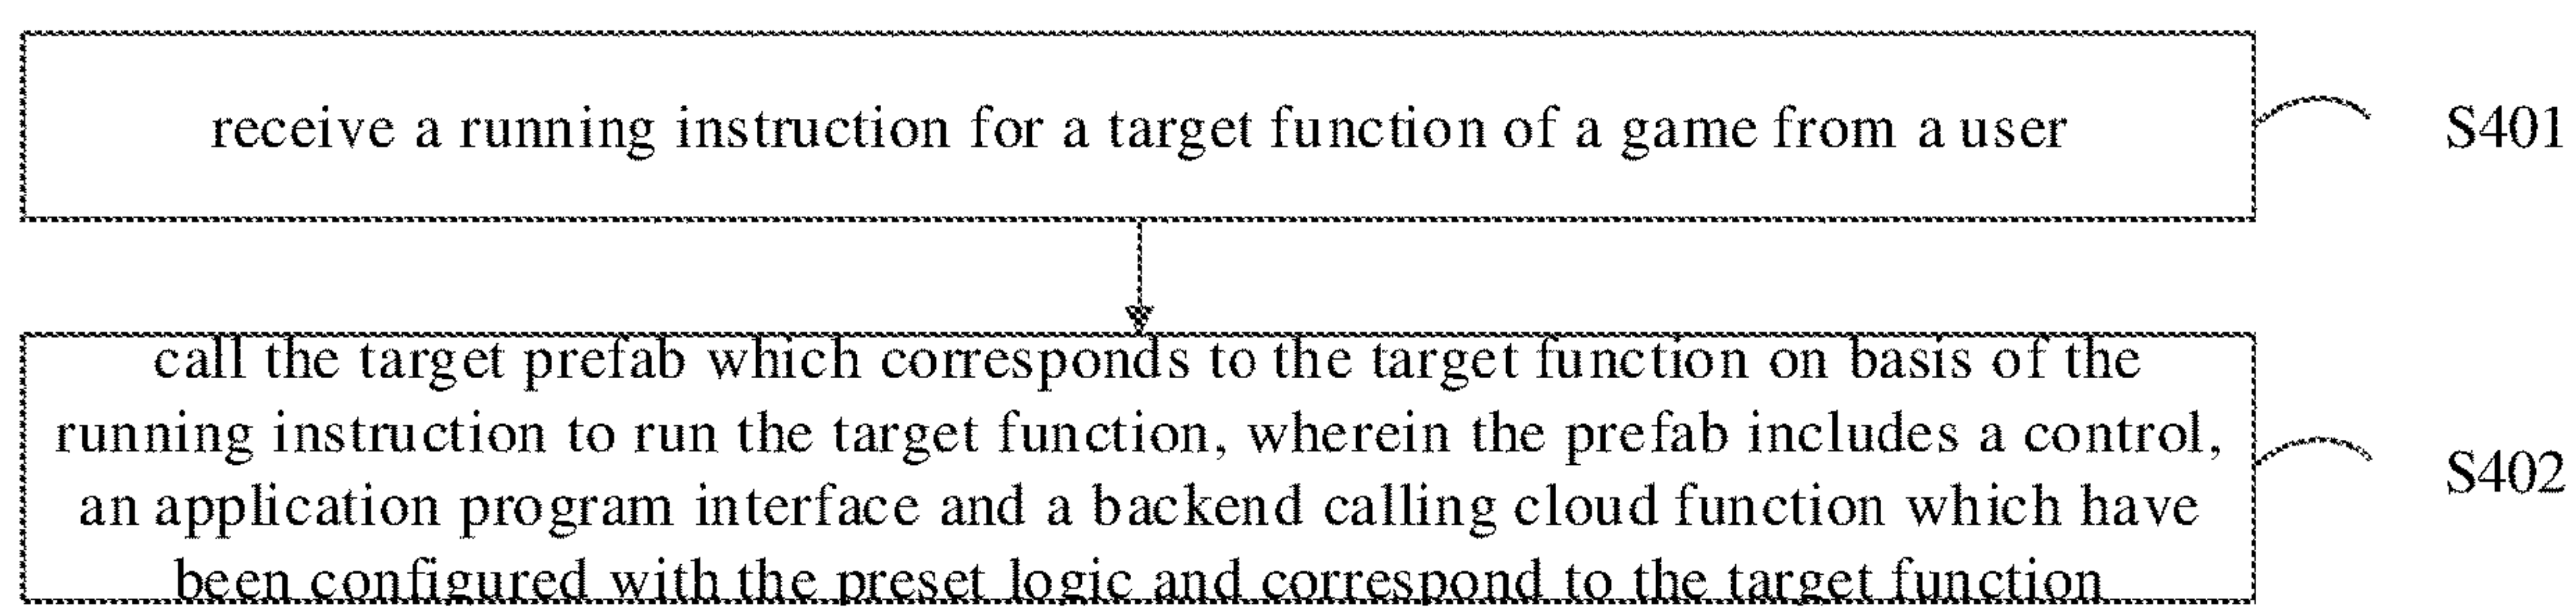 receive a running instruction for a target function of a game from a user
S401
call the target prefab which corresponds to the target function on basis of the
running instruction to run the target function, wherein the prefab includes a control,
an application program interface and a backend calling cloud function which have
been configured with the preset logic and correspond to the target function
S402